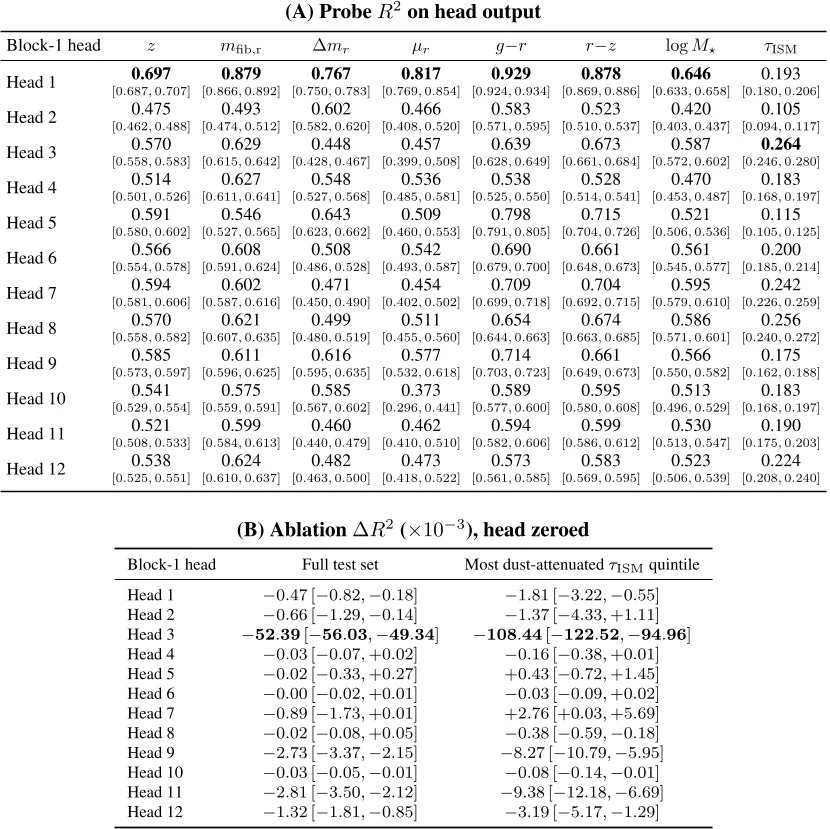 (A) Probe R² on head output
Block-1 head z m_fib,r Δm_r μ_r g−r r−z log M⋆ τ_ISM
Head 1 0.697 0.879 0.767 0.817 0.929 0.878 0.646 0.193
[0.687, 0.707] [0.866, 0.892] [0.750, 0.783] [0.769, 0.854] [0.924, 0.934] [0.869, 0.886] [0.633, 0.658] [0.180, 0.206]
Head 2 0.475 0.493 0.602 0.466 0.583 0.523 0.420 0.105
[0.462, 0.488] [0.474, 0.512] [0.582, 0.620] [0.408, 0.520] [0.571, 0.595] [0.510, 0.537] [0.403, 0.437] [0.094, 0.117]
Head 3 0.570 0.629 0.448 0.457 0.639 0.673 0.587 0.264
[0.558, 0.583] [0.615, 0.642] [0.428, 0.467] [0.399, 0.508] [0.628, 0.649] [0.661, 0.684] [0.572, 0.602] [0.246, 0.280]
Head 4 0.514 0.627 0.548 0.536 0.538 0.528 0.470 0.183
[0.501, 0.526] [0.611, 0.641] [0.527, 0.568] [0.485, 0.581] [0.525, 0.550] [0.514, 0.541] [0.453, 0.487] [0.168, 0.197]
Head 5 0.591 0.546 0.643 0.509 0.798 0.715 0.521 0.115
[0.580, 0.602] [0.527, 0.565] [0.623, 0.662] [0.460, 0.553] [0.791, 0.805] [0.704, 0.726] [0.506, 0.536] [0.105, 0.125]
Head 6 0.566 0.608 0.508 0.542 0.690 0.661 0.561 0.200
[0.554, 0.578] [0.591, 0.624] [0.486, 0.528] [0.493, 0.587] [0.679, 0.700] [0.648, 0.673] [0.545, 0.577] [0.185, 0.214]
Head 7 0.594 0.602 0.471 0.454 0.709 0.704 0.595 0.242
[0.581, 0.606] [0.587, 0.616] [0.450, 0.490] [0.402, 0.502] [0.699, 0.718] [0.692, 0.715] [0.579, 0.610] [0.226, 0.259]
Head 8 0.570 0.621 0.499 0.511 0.654 0.674 0.586 0.256
[0.558, 0.582] [0.607, 0.635] [0.480, 0.519] [0.455, 0.560] [0.644, 0.663] [0.663, 0.685] [0.571, 0.601] [0.240, 0.272]
Head 9 0.585 0.611 0.616 0.577 0.714 0.661 0.566 0.175
[0.573, 0.597] [0.596, 0.625] [0.595, 0.635] [0.532, 0.618] [0.703, 0.723] [0.649, 0.673] [0.550, 0.582] [0.162, 0.188]
Head 10 0.541 0.575 0.585 0.373 0.589 0.595 0.513 0.183
[0.529, 0.554] [0.559, 0.591] [0.567, 0.602] [0.296, 0.441] [0.577, 0.600] [0.580, 0.608] [0.496, 0.529] [0.168, 0.197]
Head 11 0.521 0.599 0.460 0.462 0.594 0.599 0.530 0.190
[0.508, 0.533] [0.584, 0.613] [0.440, 0.479] [0.410, 0.510] [0.582, 0.606] [0.586, 0.612] [0.513, 0.547] [0.175, 0.203]
Head 12 0.538 0.624 0.482 0.473 0.573 0.583 0.523 0.224
[0.525, 0.551] [0.610, 0.637] [0.463, 0.500] [0.418, 0.522] [0.561, 0.585] [0.569, 0.595] [0.506, 0.539] [0.208, 0.240]
(B) Ablation ΔR² (×10⁻³), head zeroed
Block-1 head Full test set Most dust-attenuated τ_ISM quintile
Head 1 −0.47 [−0.82, −0.18] −1.81 [−3.22, −0.55]
Head 2 −0.66 [−1.29, −0.14] −1.37 [−4.33, +1.11]
Head 3 −52.39 [−56.03, −49.34] −108.44 [−122.52, −94.96]
Head 4 −0.03 [−0.07, +0.02] −0.16 [−0.38, +0.01]
Head 5 −0.02 [−0.33, +0.27] +0.43 [−0.72, +1.45]
Head 6 −0.00 [−0.02, +0.01] −0.03 [−0.09, +0.02]
Head 7 −0.89 [−1.73, +0.01] +2.76 [+0.03, +5.69]
Head 8 −0.02 [−0.08, +0.05] −0.38 [−0.59, −0.18]
Head 9 −2.73 [−3.37, −2.15] −8.27 [−10.79, −5.95]
Head 10 −0.03 [−0.05, −0.01] −0.08 [−0.14, −0.01]
Head 11 −2.81 [−3.50, −2.12] −9.38 [−12.18, −6.69]
Head 12 −1.32 [−1.81, −0.85] −3.19 [−5.17, −1.29]